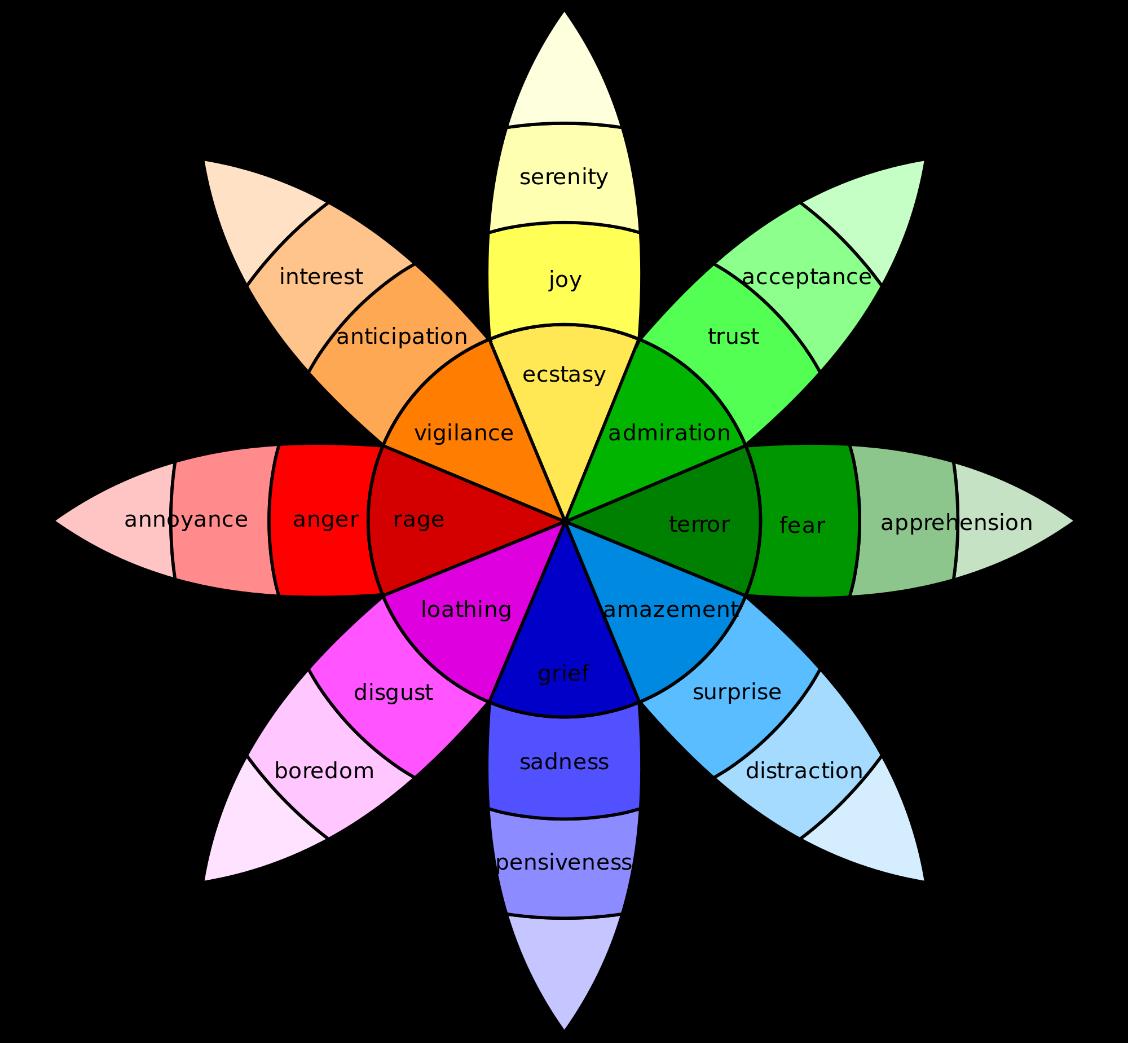 serenity
interest
acceptance
joy
anticipation
trust
ecstasy
vigilance
admiration
annoyance
anger
rage
terror
fear
apprehension
loathing
amazement
grief
disgust
surprise
sadness
boredom
distraction
pensiveness